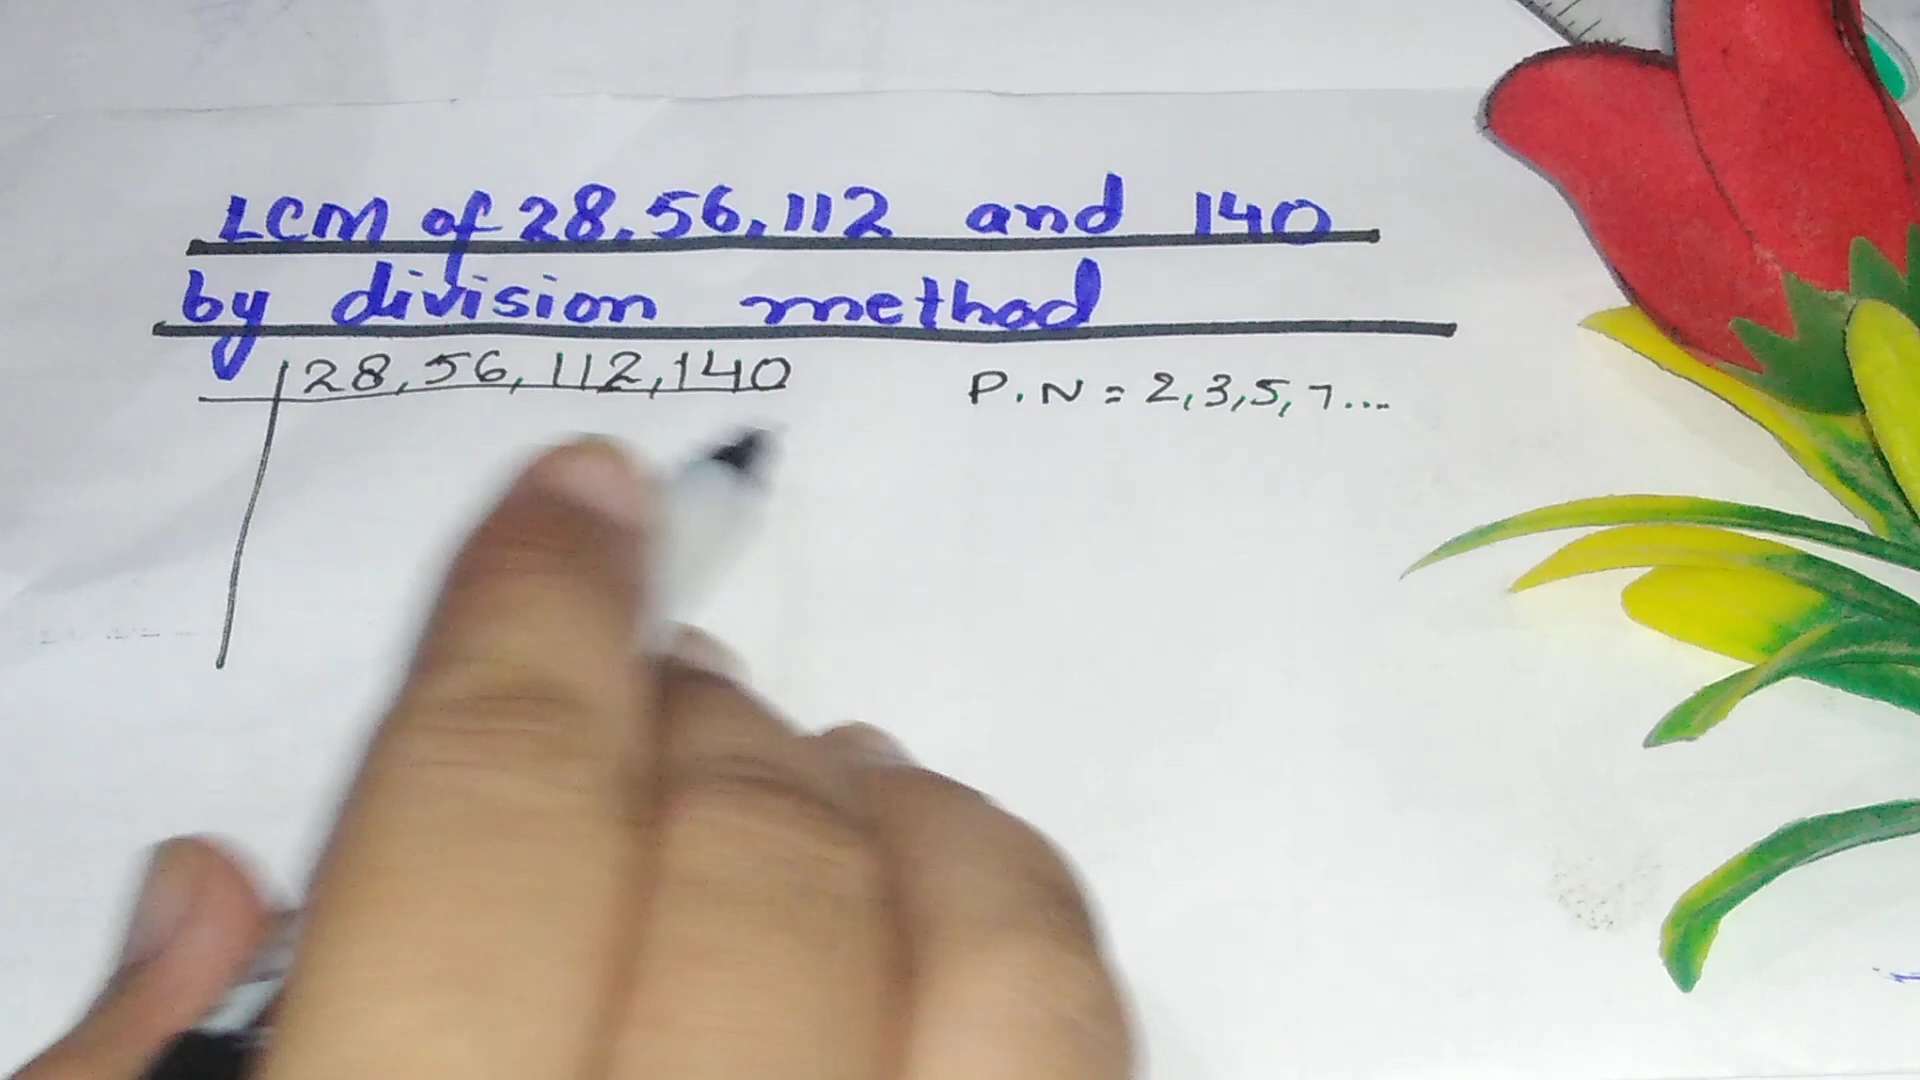 LCM of 28,56,112 and 140
by division method
28,56,112,140
P.N = 2,3,5,7...